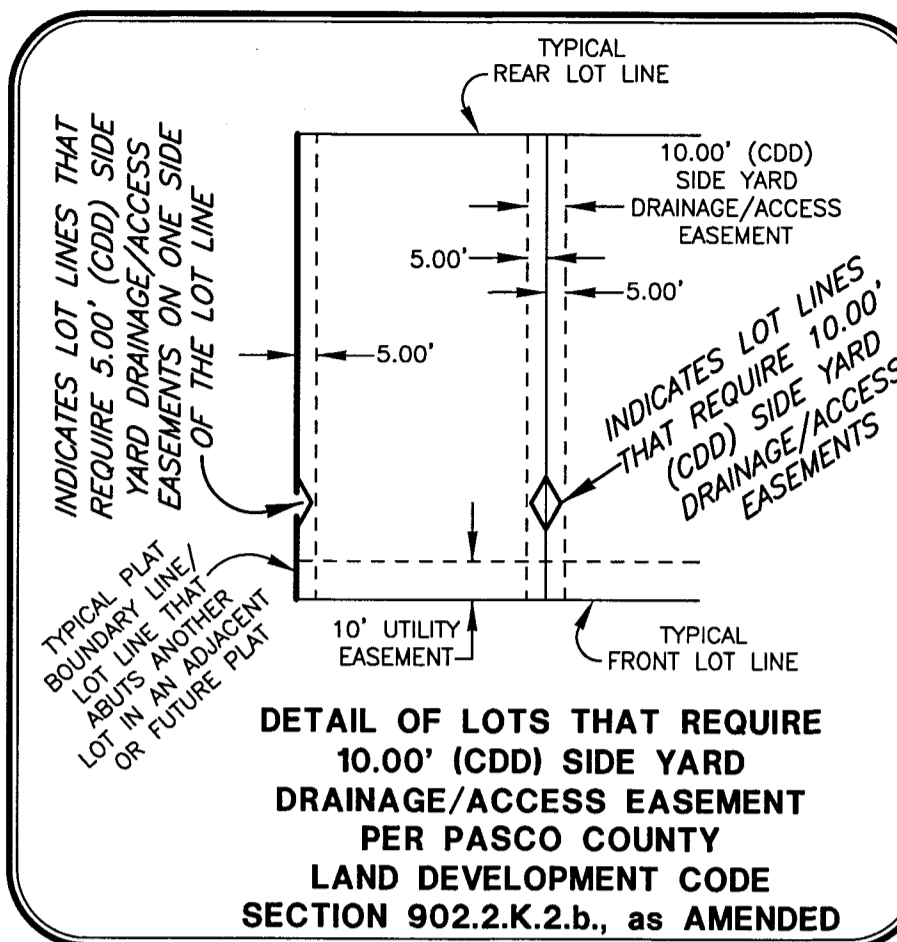 TYPICAL
REAR LOT LINE
INDICATES LOT LINES THAT
REQUIRE 5.00' (CDD) SIDE
YARD DRAINAGE/ACCESS
EASEMENTS ON ONE SIDE
OF THE LOT LINE
10.00' (CDD)
SIDE YARD
DRAINAGE/ACCESS
EASEMENT
5.00'
5.00'
5.00'
INDICATES LOT LINES
THAT REQUIRE 10.00'
(CDD) SIDE YARD
DRAINAGE/ACCESS
EASEMENTS
TYPICAL PLAT
BOUNDARY LINE/
LOT LINE THAT
ABUTS ANOTHER
LOT IN AN ADJACENT
OR FUTURE PLAT
10' UTILITY
EASEMENT
TYPICAL
FRONT LOT LINE
DETAIL OF LOTS THAT REQUIRE
10.00' (CDD) SIDE YARD
DRAINAGE/ACCESS EASEMENT
PER PASCO COUNTY
LAND DEVELOPMENT CODE
SECTION 902.2.K.2.b., as AMENDED